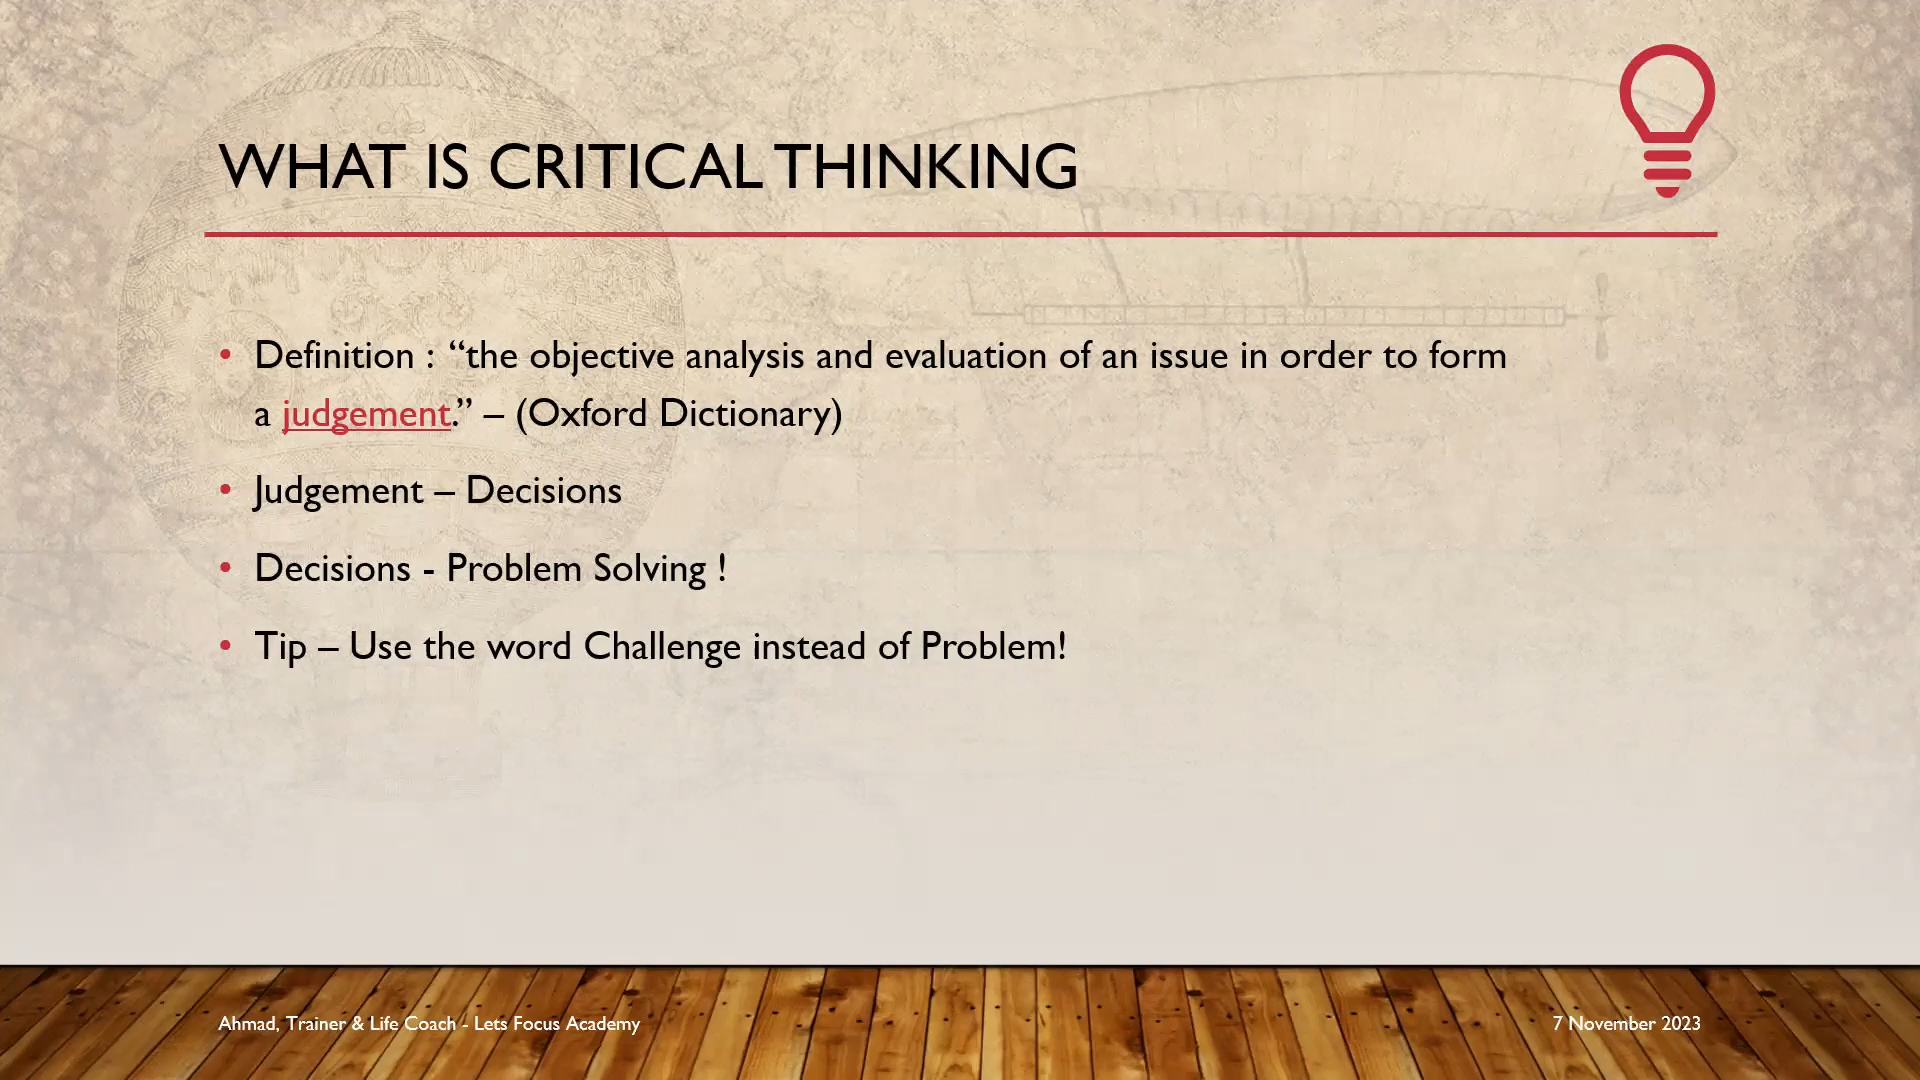 WHAT IS CRITICAL THINKING
• Definition : “the objective analysis and evaluation of an issue in order to form
a judgement.” – (Oxford Dictionary)
• Judgement – Decisions
• Decisions - Problem Solving !
• Tip – Use the word Challenge instead of Problem!
Ahmad, Trainer & Life Coach - Lets Focus Academy
7 November 2023